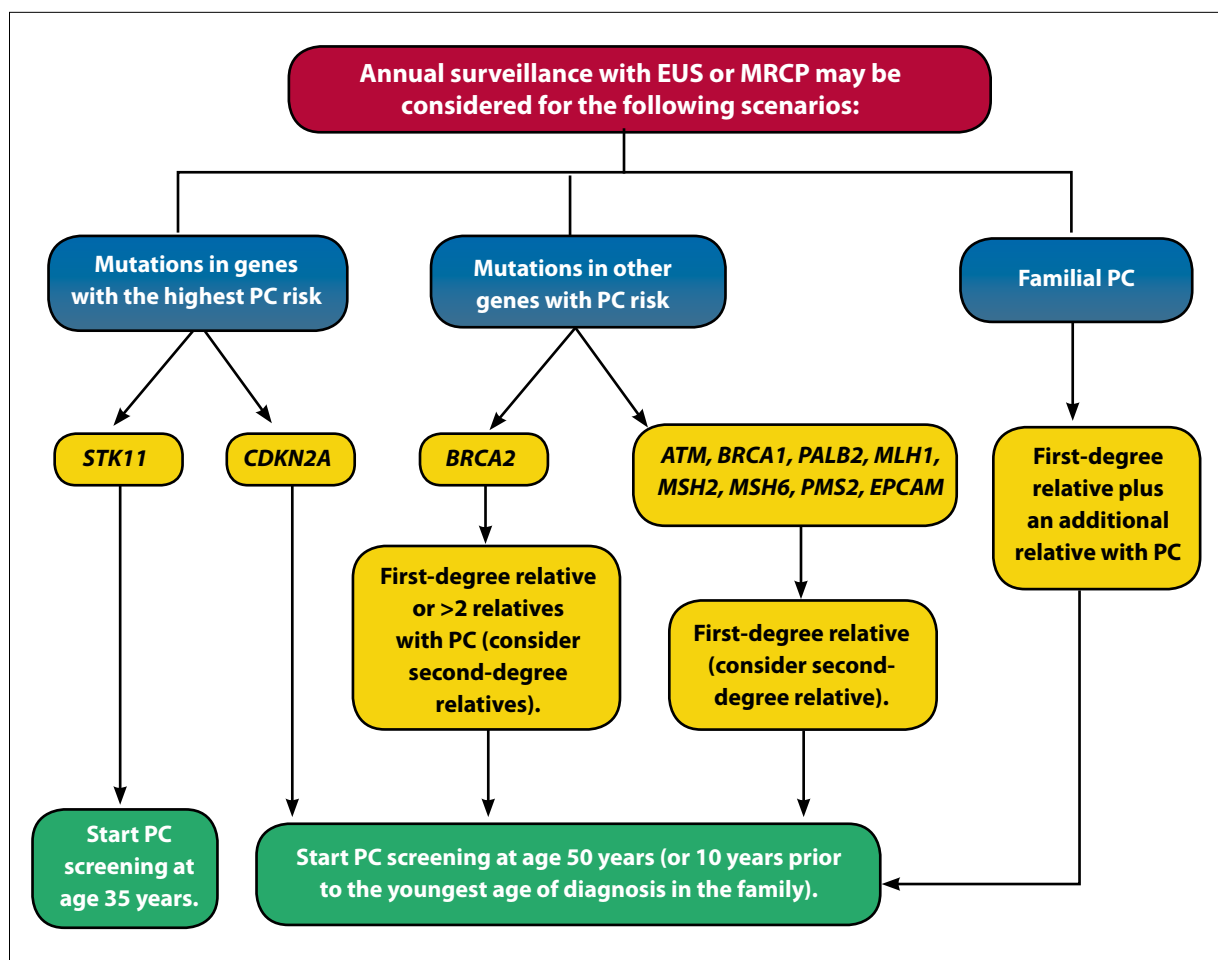 Annual surveillance with EUS or MRCP may be
considered for the following scenarios:
Mutations in genes
with the highest PC risk
Mutations in other
genes with PC risk
Familial PC
STK11
CDKN2A
BRCA2
ATM, BRCA1, PALB2, MLH1,
MSH2, MSH6, PMS2, EPCAM
First-degree
relative plus
an additional
relative with PC
First-degree relative
or >2 relatives
with PC (consider
second-degree
relatives).
First-degree relative
(consider second-
degree relative).
Start PC
screening at
age 35 years.
Start PC screening at age 50 years (or 10 years prior
to the youngest age of diagnosis in the family).